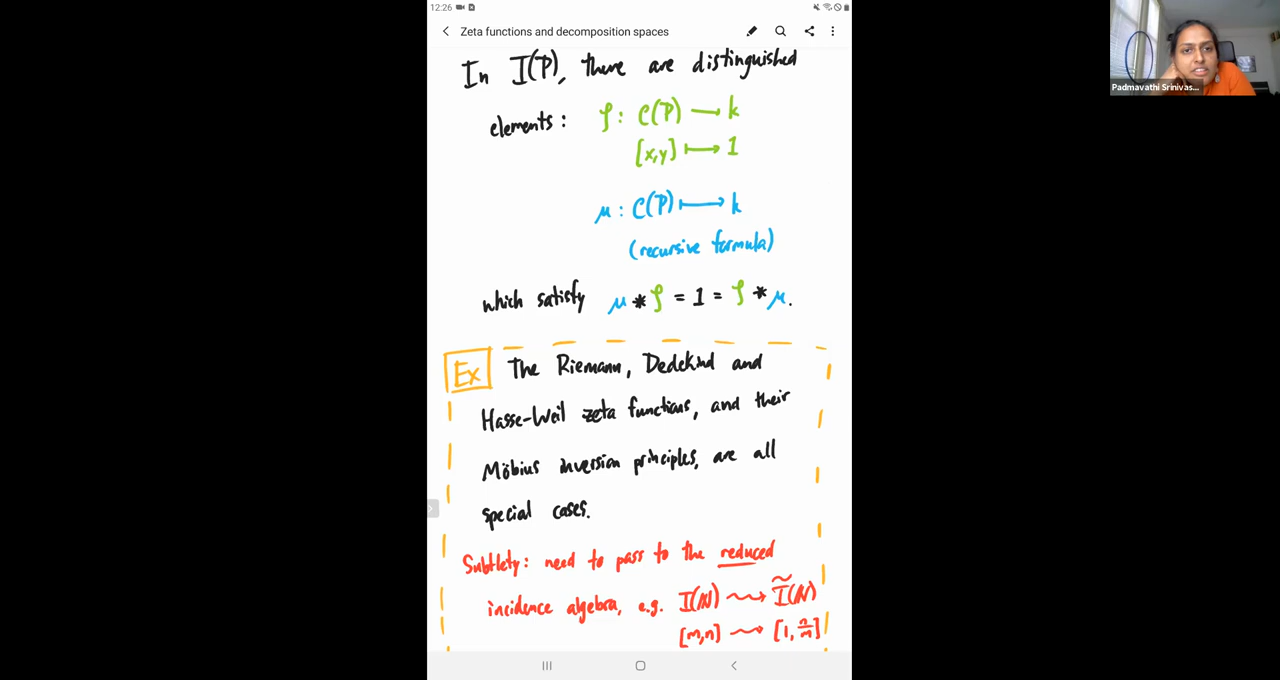 12:26
Zeta functions and decomposition spaces
Padmavathi Srinivas...
In I(P), there are distinguished
elements: ζ: C(P) → k
[x,y] ↦ 1
μ: C(P) ↦ k
(recursive formula)
which satisfy μ * ζ = 1 = ζ * μ.
Ex The Riemann, Dedekind and
Hasse-Weil zeta functions, and their
Möbius inversion principles, are all
special cases.
Subtlety: need to pass to the reduced
incidence algebra, e.g. I(N) ⇝ Ĩ(N)
[m,n] ⇝ [1, n/m]